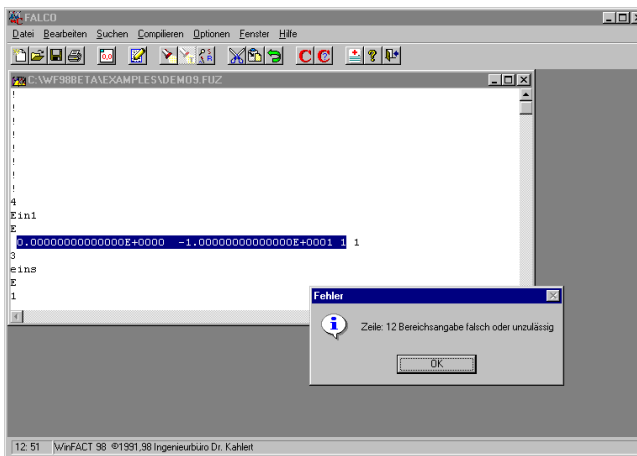 FALCO
Datei Bearbeiten Suchen Compilieren Optionen Fenster Hilfe
C:\WF98BETA\EXAMPLES\DEMO9.FUZ
!
!
!
!
!
!
!
!
4
Ein1
E
0.00000000000000E+0000 -1.00000000000000E+0001 1 1
3
eins
E
1
Fehler
Zeile: 12 Bereichsangabe falsch oder unzulässig
OK
12: 51 WinFACT 98 ©1991,98 Ingenieurbüro Dr. Kahlert